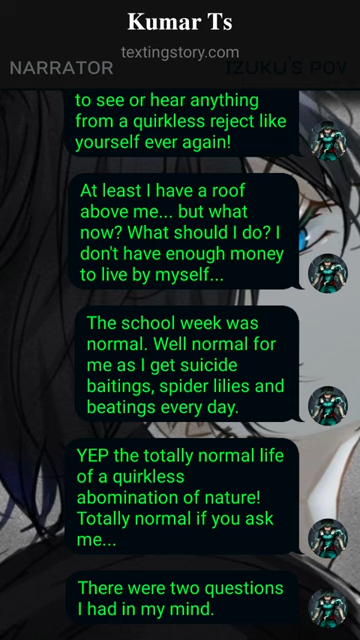 Kumar Ts
textingstory.com
NARRATOR
IZUKU'S POV
to see or hear anything
from a quirkless reject like
yourself ever again!
At least I have a roof
above me... but what
now? What should I do? I
don't have enough money
to live by myself...
The school week was
normal. Well normal for
me as I get suicide
baitings, spider lilies and
beatings every day.
YEP the totally normal life
of a quirkless
abomination of nature!
Totally normal if you ask
me...
There were two questions
I had in my mind.